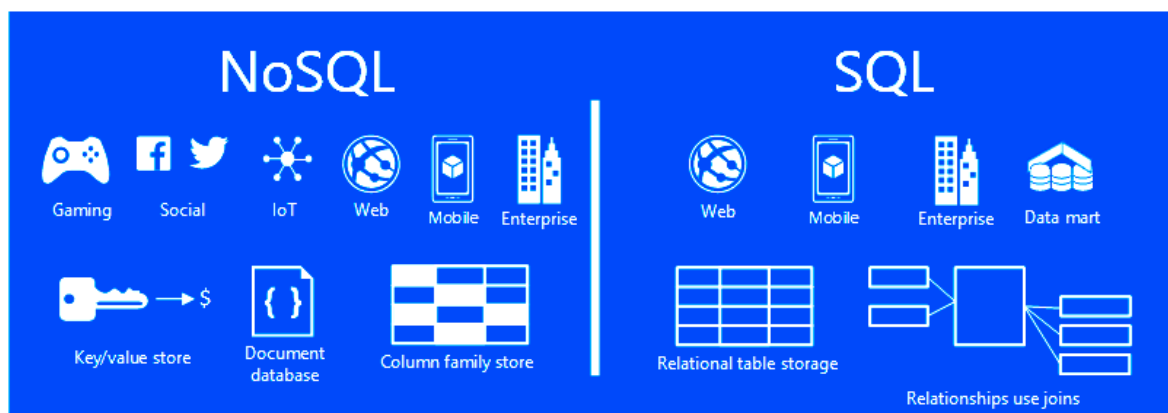 NoSQL
SQL
Gaming
Social
IoT
Web
Mobile
Enterprise
Web
Mobile
Enterprise
Data mart
$
{ }
Key/value store
Document
database
Column family store
Relational table storage
Relationships use joins